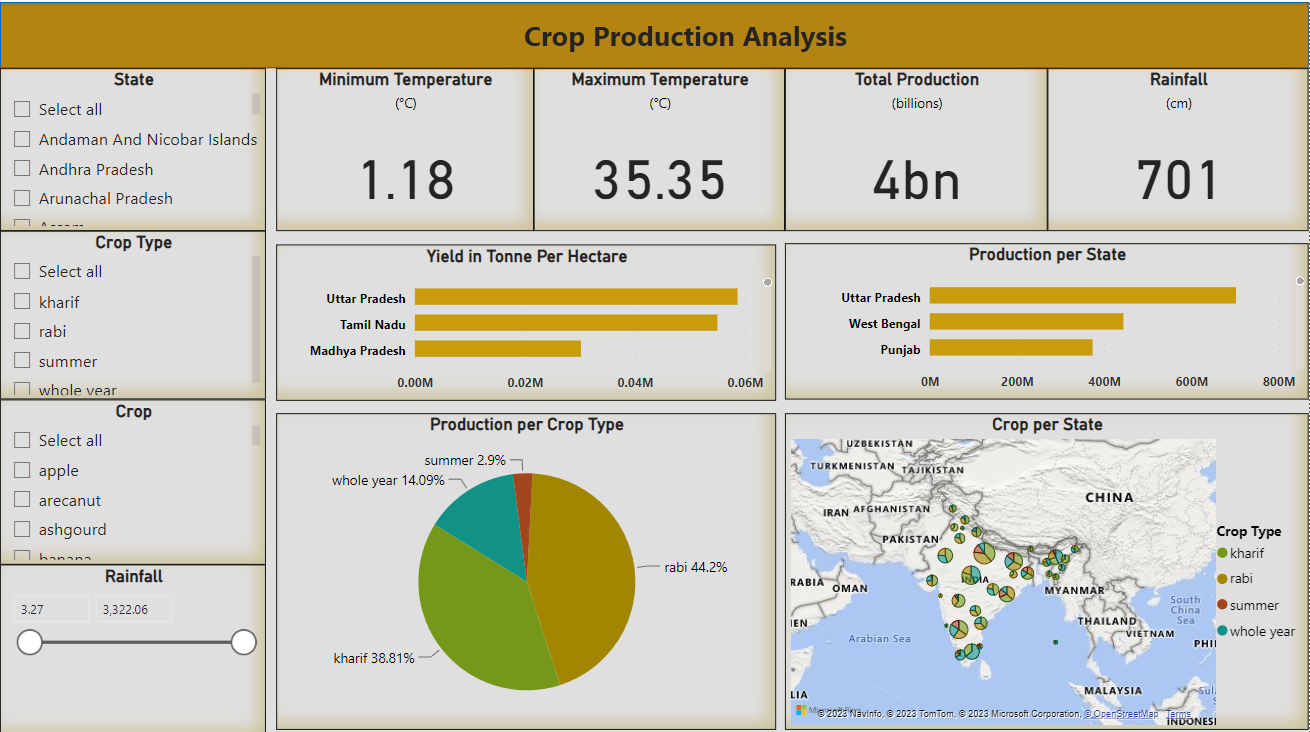 Crop Production Analysis
State
Select all
Andaman And Nicobar Islands
Andhra Pradesh
Arunachal Pradesh
Crop Type
Select all
kharif
rabi
summer
whole year
Crop
Select all
apple
arecanut
ashgourd
banana
Rainfall
3.27
3,322.06
Minimum Temperature
(°C)
1.18
Maximum Temperature
(°C)
35.35
Total Production
(billions)
4bn
Rainfall
(cm)
701
Yield in Tonne Per Hectare
Uttar Pradesh
Tamil Nadu
Madhya Pradesh
0.00M 0.02M 0.04M 0.06M
Production per State
Uttar Pradesh
West Bengal
Punjab
0M 200M 400M 600M 800M
Production per Crop Type
summer 2.9%
whole year 14.09%
rabi 44.2%
kharif 38.81%
Crop per State
UZBEKISTAN
TURKMENISTAN TAJIKISTAN
CHINA
IRAN AFGHANISTAN
PAKISTAN
OMAN
INDIA
MYANMAR
South
China
Sea
THAILAND
VIETNAM
Arabian Sea
MALAYSIA
© 2023 NavInfo, © 2023 TomTom, © 2023 Microsoft Corporation, © OpenStreetMap Terms
Crop Type
kharif
rabi
summer
whole year